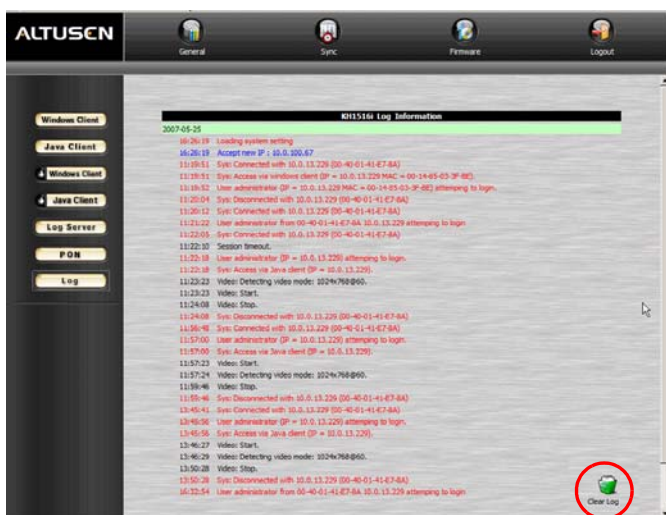 ALTUSEN
General Sync Firmware Logout
Windows Client
Java Client
Windows Client
Java Client
Log Server
PON
Log
KH1516i Log Information
2007-05-25
16:26:19 Loading system setting
16:26:19 Accept new IP : 10.0.100.67
11:19:51 Sys: Connected with 10.0.13.229 (00-40-01-41-E7-8A)
11:19:51 Sys: Access via windows client (IP = 10.0.13.229 MAC = 00-14-85-03-3F-BE).
11:19:52 User administrator (IP = 10.0.13.229 MAC = 00-14-85-03-3F-BE) attemping to login.
11:20:04 Sys: Disconnected with 10.0.13.229 (00-40-01-41-E7-8A)
11:20:12 Sys: Connected with 10.0.13.229 (00-40-01-41-E7-8A)
11:21:22 User administrator from 00-40-01-41-E7-8A 10.0.13.229 attemping to login
11:22:05 Sys: Connected with 10.0.13.229 (00-40-01-41-E7-8A)
11:22:10 Session timeout.
11:22:18 User administrator (IP = 10.0.13.229) attemping to login.
11:22:18 Sys: Access via Java client (IP = 10.0.13.229).
11:23:23 Video: Detecting video mode: 1024x768@60.
11:23:23 Video: Start.
11:24:08 Video: Stop.
11:24:08 Sys: Disconnected with 10.0.13.229 (00-40-01-41-E7-8A)
11:56:48 Sys: Connected with 10.0.13.229 (00-40-01-41-E7-8A)
11:57:00 User administrator (IP = 10.0.13.229) attemping to login.
11:57:00 Sys: Access via Java client (IP = 10.0.13.229).
11:57:23 Video: Start.
11:57:24 Video: Detecting video mode: 1024x768@60.
11:59:46 Video: Stop.
11:59:46 Sys: Disconnected with 10.0.13.229 (00-40-01-41-E7-8A)
13:45:41 Sys: Connected with 10.0.13.229 (00-40-01-41-E7-8A)
13:45:56 User administrator (IP = 10.0.13.229) attemping to login.
13:45:56 Sys: Access via Java client (IP = 10.0.13.229).
13:46:27 Video: Start.
13:46:29 Video: Detecting video mode: 1024x768@60.
13:50:28 Video: Stop.
13:50:28 Sys: Disconnected with 10.0.13.229 (00-40-01-41-E7-8A)
16:32:54 User administrator from 00-40-01-41-E7-8A 10.0.13.229 attemping to login
Clear Log